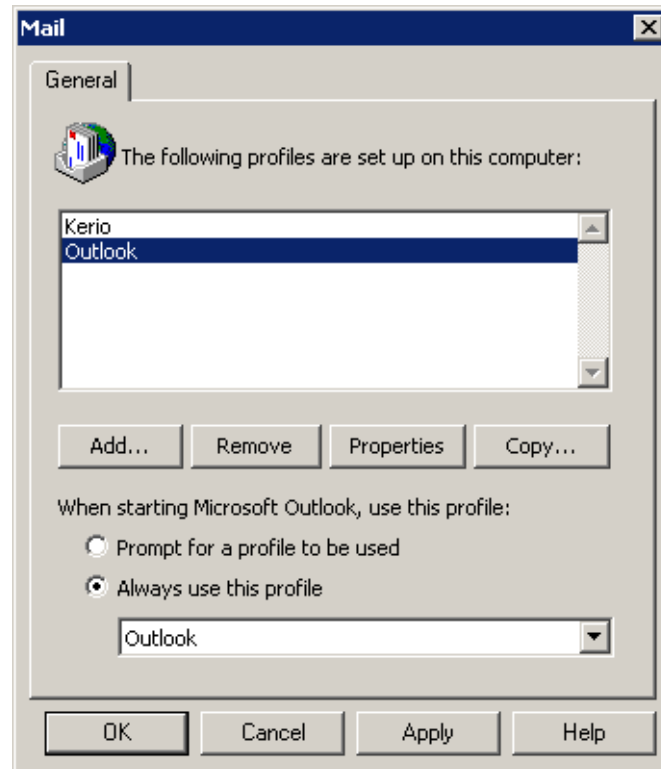 Mail
General
The following profiles are set up on this computer:
Kerio
Outlook
Add... Remove Properties Copy...
When starting Microsoft Outlook, use this profile:
Prompt for a profile to be used
Always use this profile
Outlook
OK Cancel Apply Help